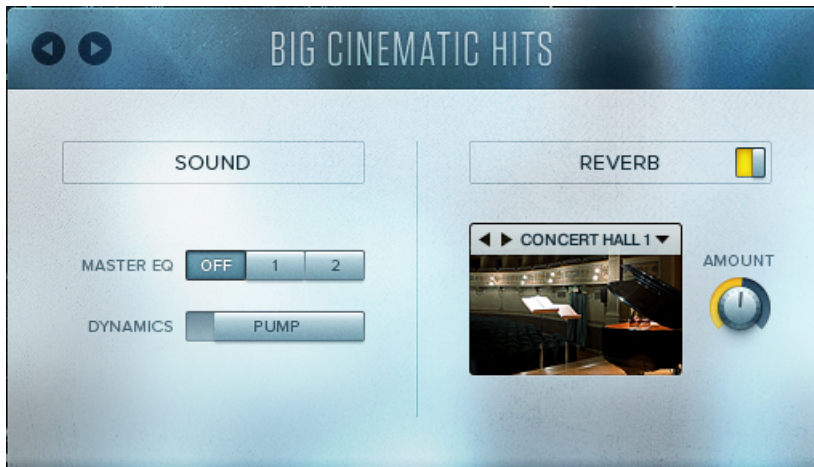 BIG CINEMATIC HITS
SOUND
MASTER EQ OFF 1 2
DYNAMICS PUMP
REVERB
CONCERT HALL 1
AMOUNT